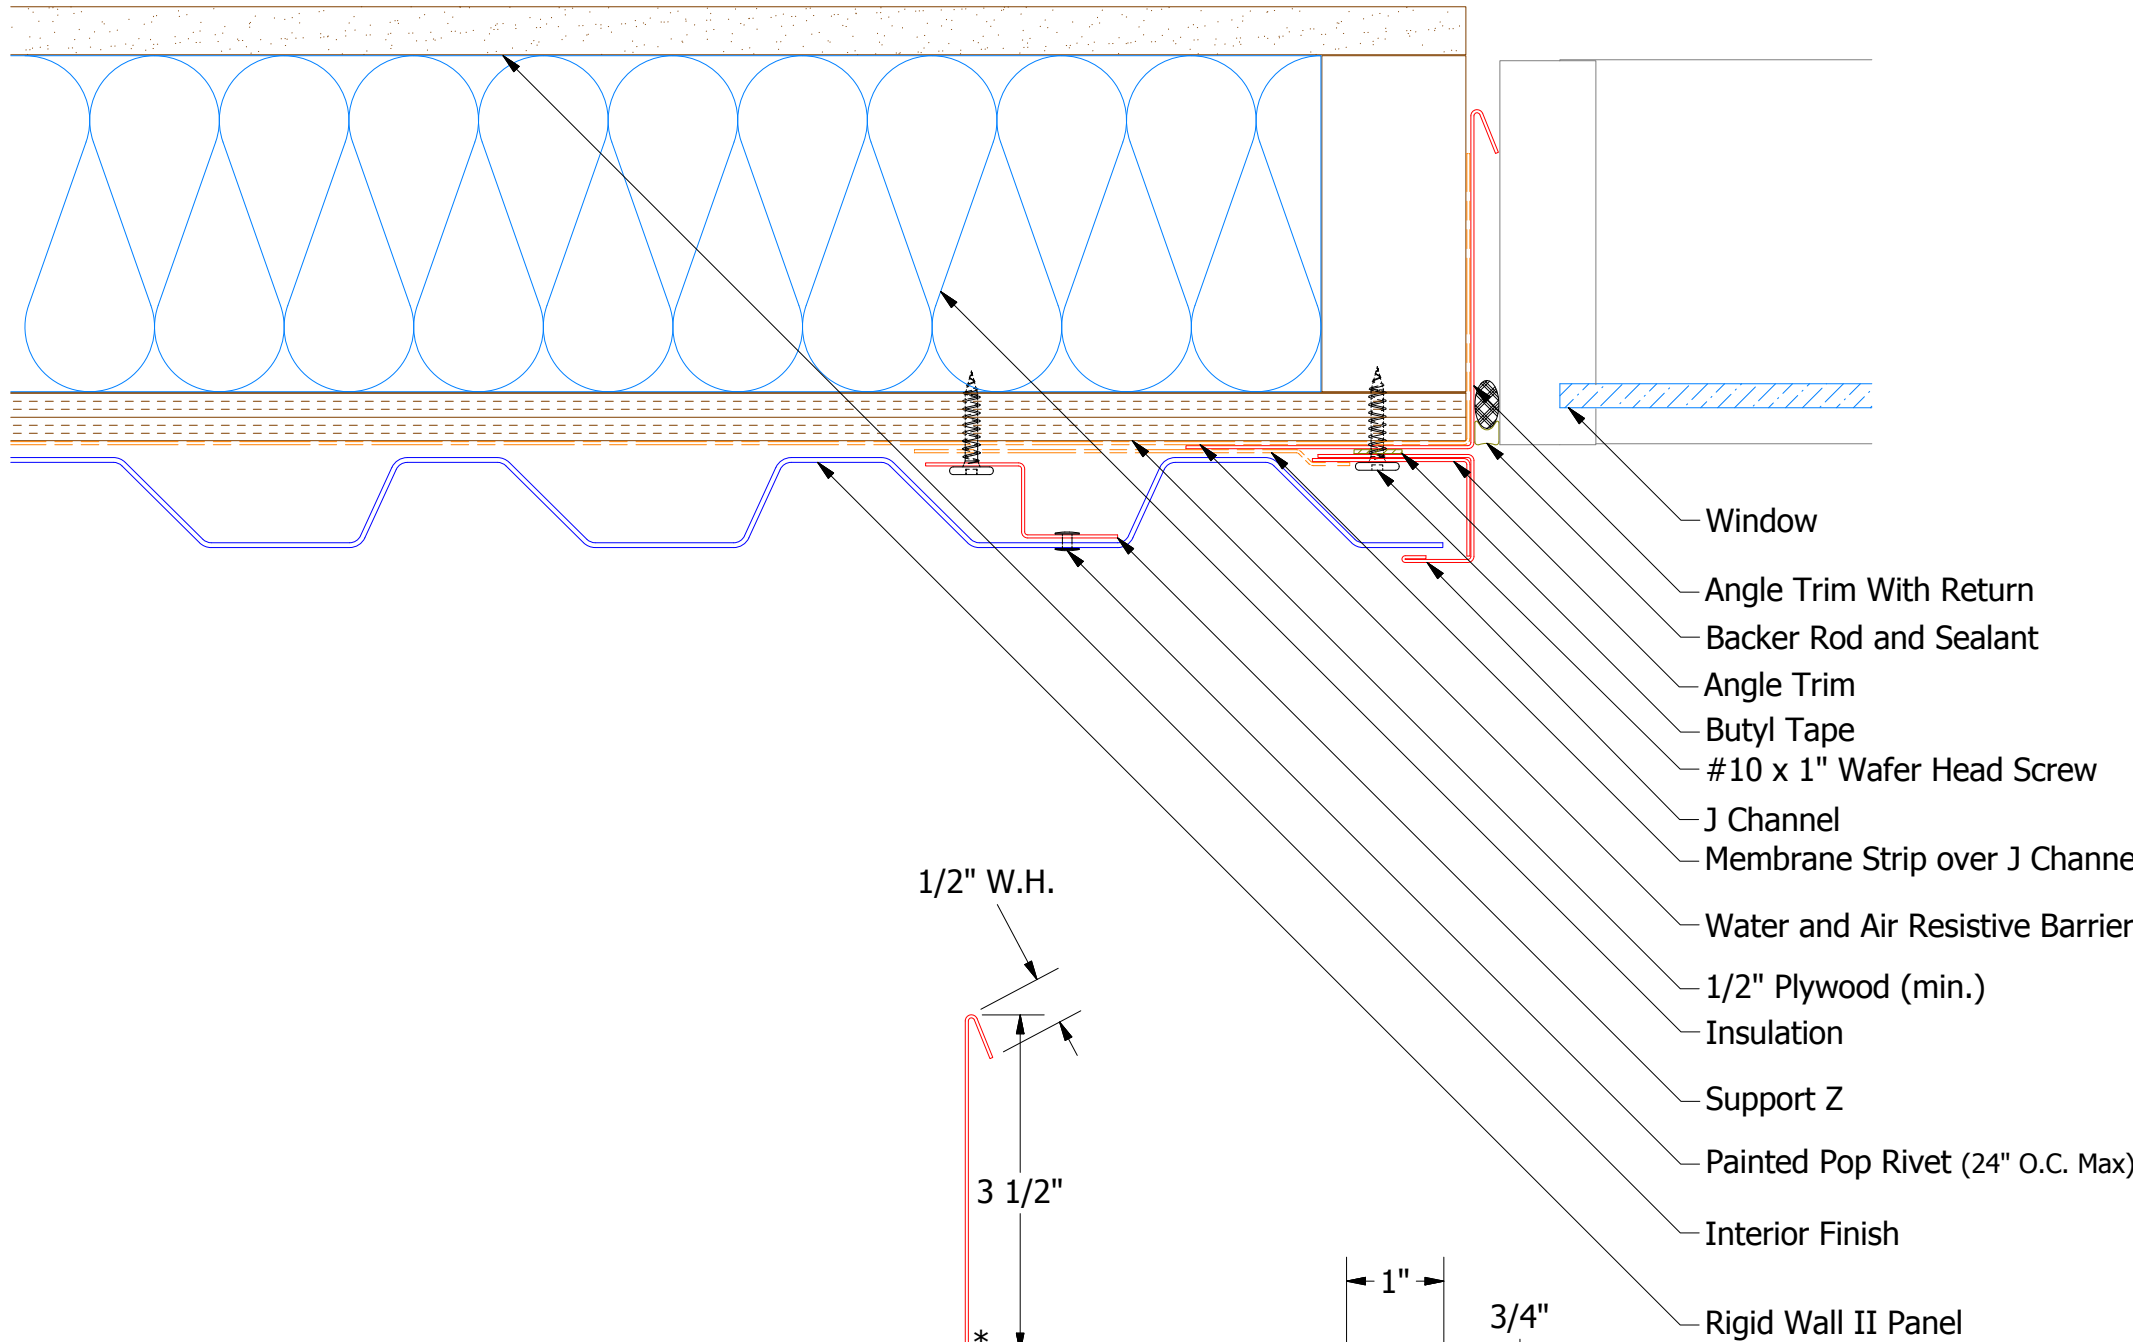 Window
Angle Trim With Return
Backer Rod and Sealant
Angle Trim
Butyl Tape
#10 x 1" Wafer Head Screw
J Channel
Membrane Strip over J Channe
Water and Air Resistive Barrier
1/2" Plywood (min.)
Insulation
Support Z
Painted Pop Rivet (24" O.C. Max)
Interior Finish
Rigid Wall II Panel
1/2" W.H.
3 1/2"
*
1"
3/4"